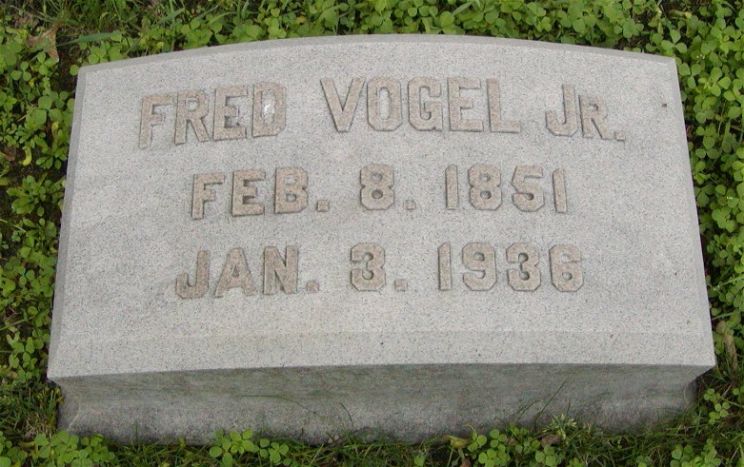 FRED VOGEL JR.
FEB. 8. 1851
JAN. 3. 1936